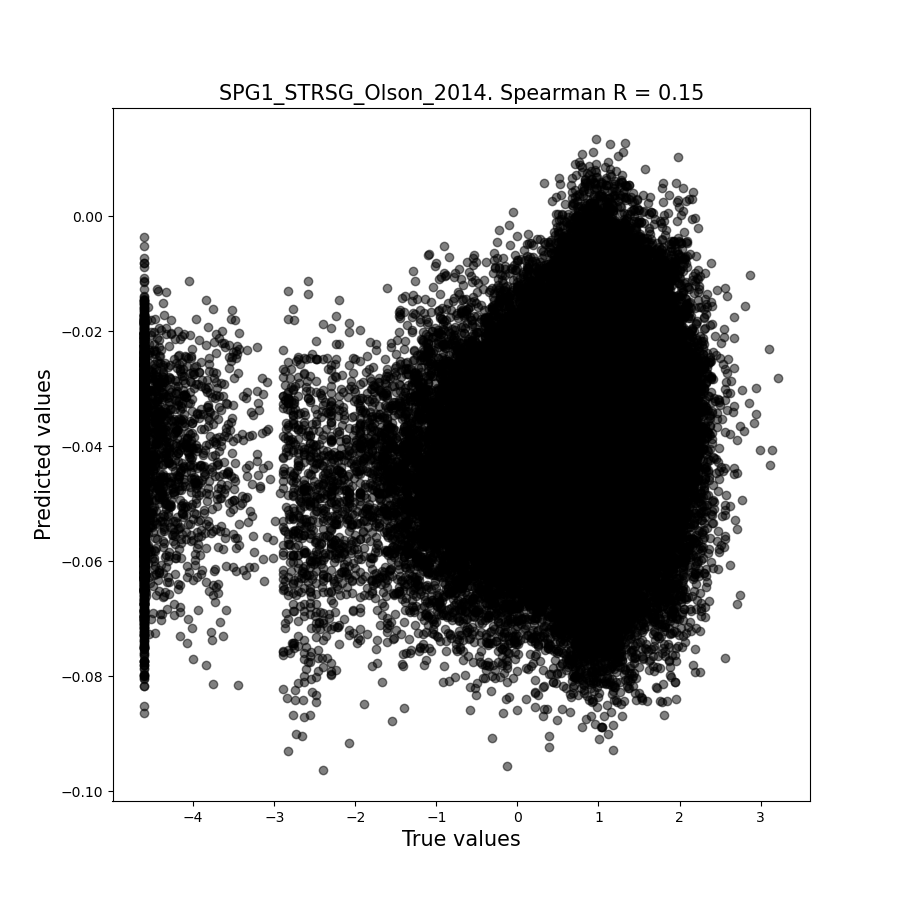 SPG1_STRSG_Olson_2014. Spearman R = 0.15
0.00
−0.02
−0.04
−0.06
−0.08
−0.10
Predicted values
−4 −3 −2 −1 0 1 2 3
True values